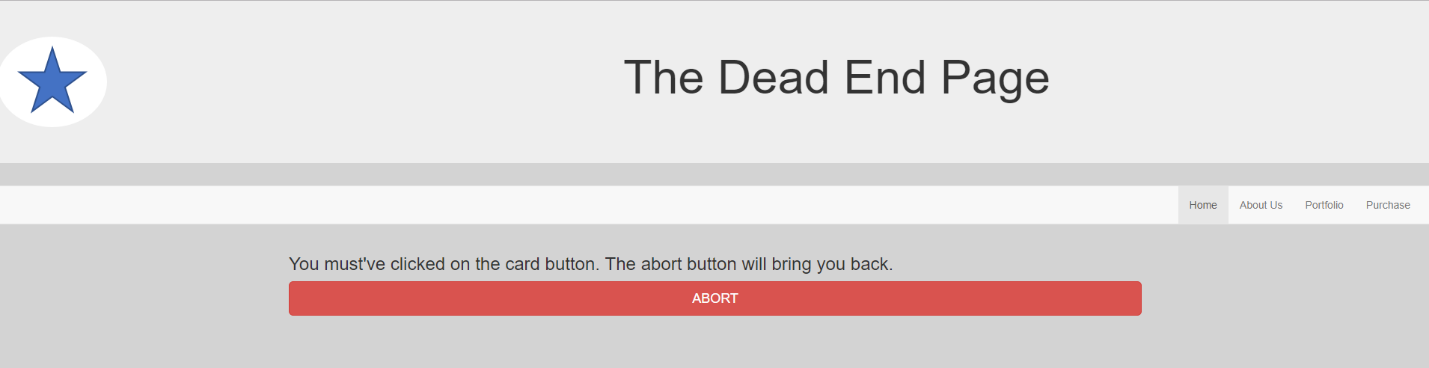 The Dead End Page
Home About Us Portfolio Purchase
You must've clicked on the card button. The abort button will bring you back.
ABORT